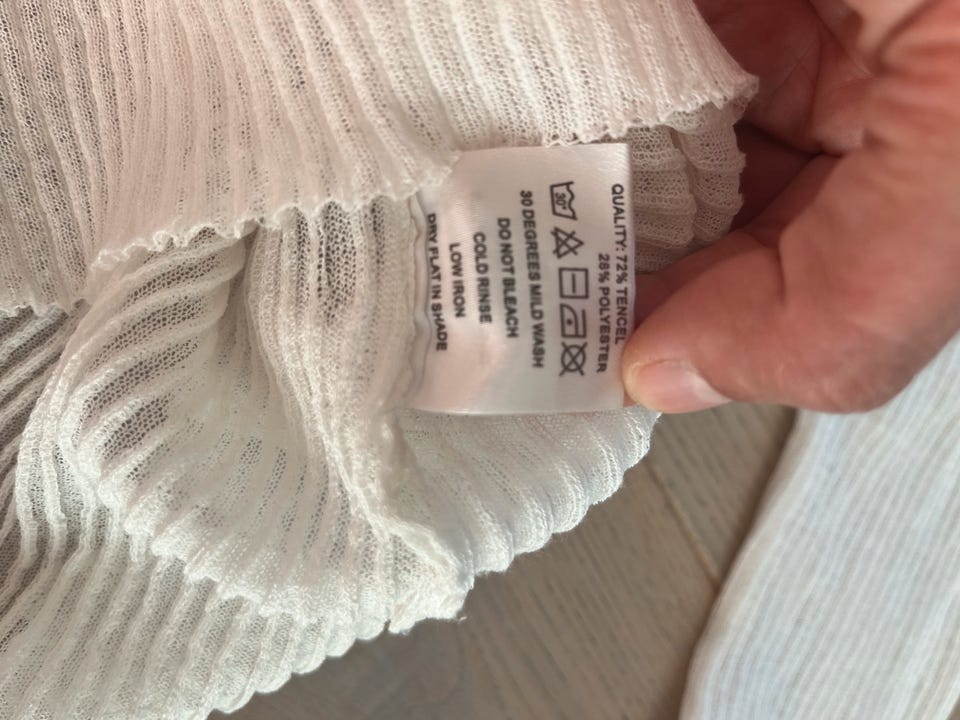 QUALITY: 72% TENCEL
28% POLYESTER
30°
30 DEGREES MILD WASH
DO NOT BLEACH
COLD RINSE
LOW IRON
DRY FLAT IN SHADE